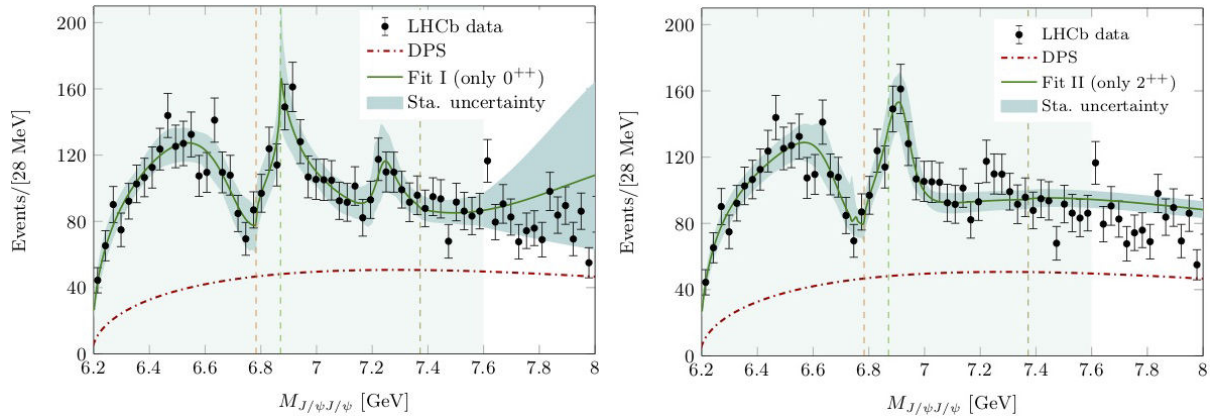 Events/[28 MeV]
200
160
120
80
40
0
LHCb data
DPS
Fit I (only 0⁺⁺)
Sta. uncertainty
6.2 6.4 6.6 6.8 7 7.2 7.4 7.6 7.8 8
M_{J/ψJ/ψ} [GeV]
Events/[28 MeV]
200
160
120
80
40
0
LHCb data
DPS
Fit II (only 2⁺⁺)
Sta. uncertainty
6.2 6.4 6.6 6.8 7 7.2 7.4 7.6 7.8 8
M_{J/ψJ/ψ} [GeV]